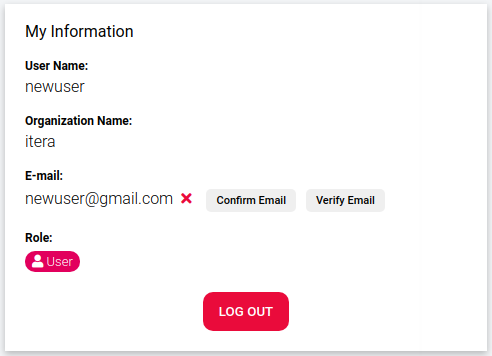 My Information
User Name:
newuser
Organization Name:
itera
E-mail:
newuser@gmail.com Confirm Email Verify Email
Role:
User
LOG OUT